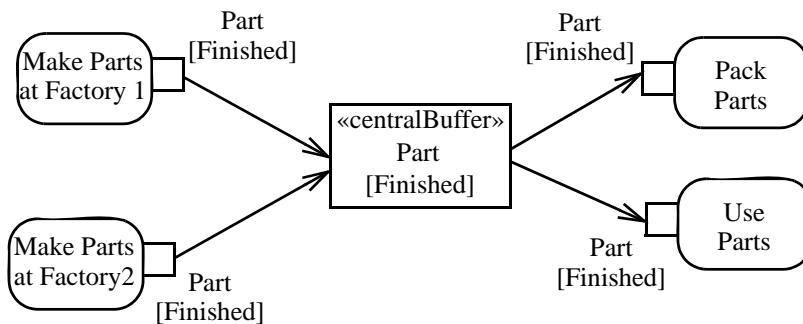 Part
[Finished]
Make Parts
at Factory 1
Part
[Finished]
Pack
Parts
«centralBuffer»
Part
[Finished]
Make Parts
at Factory2
Part
[Finished]
Use
Parts
Part
[Finished]